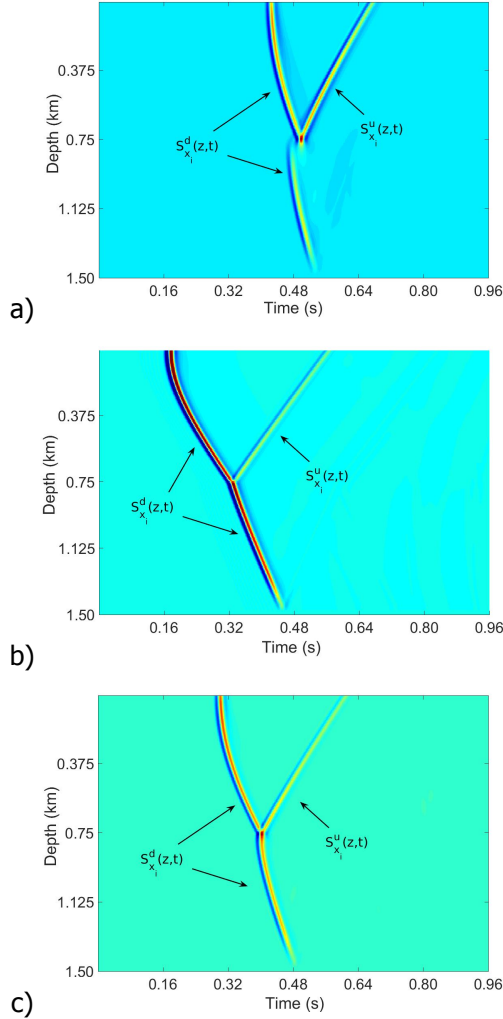 0.375
0.75
1.125
1.50
Depth (km)
S^d_{x_i}(z,t)
S^u_{x_i}(z,t)
0.16 0.32 0.48 0.64 0.80 0.96
Time (s)
a)
0.375
0.75
1.125
1.50
Depth (km)
S^u_{x_i}(z,t)
S^d_{x_i}(z,t)
0.16 0.32 0.48 0.64 0.80 0.96
Time (s)
b)
0.375
0.75
1.125
1.50
Depth (km)
S^u_{x_i}(z,t)
S^d_{x_i}(z,t)
0.16 0.32 0.48 0.64 0.80 0.96
Time (s)
c)